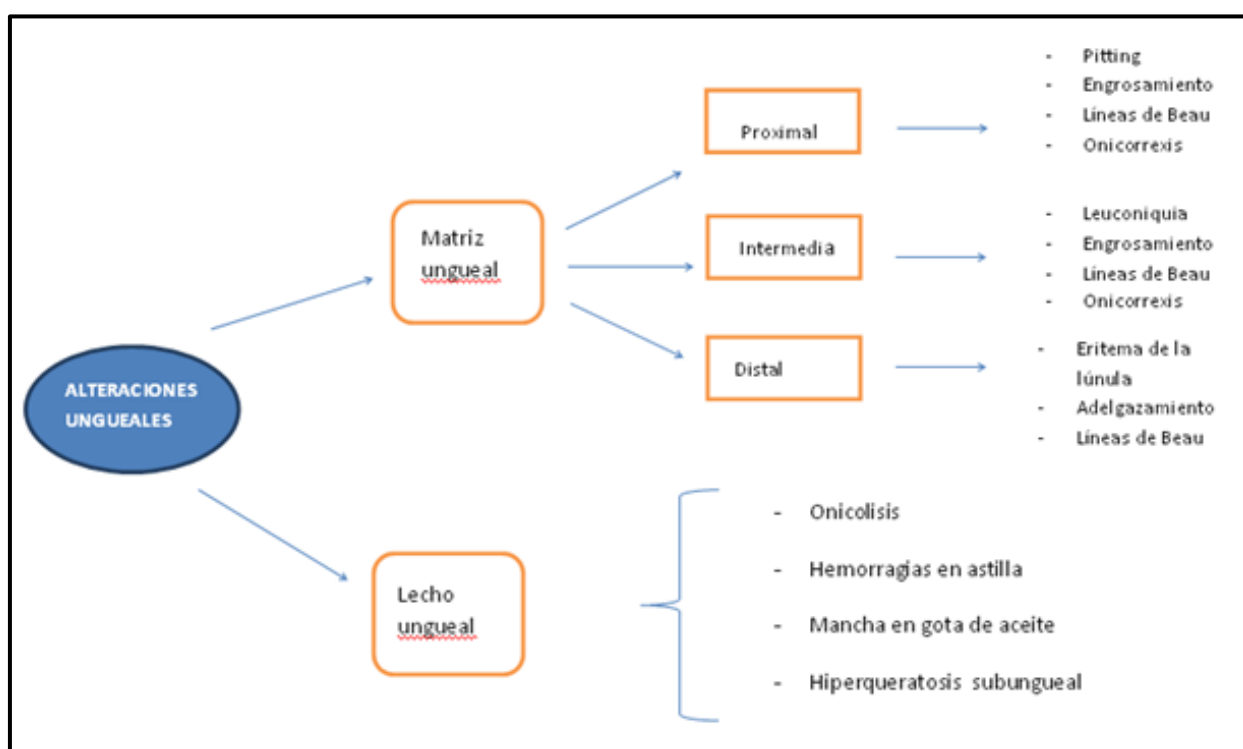 ALTERACIONES
UNGUEALES
Matriz
ungueal
Proximal
- Pitting
- Engrosamiento
- Líneas de Beau
- Onicorrexis
Intermedia
- Leuconiquia
- Engrosamiento
- Líneas de Beau
- Onicorrexis
Distal
- Eritema de la
lúnula
- Adelgazamiento
- Líneas de Beau
Lecho
ungueal
- Onicolisis
- Hemorragias en astilla
- Mancha en gota de aceite
- Hiperqueratosis subungueal